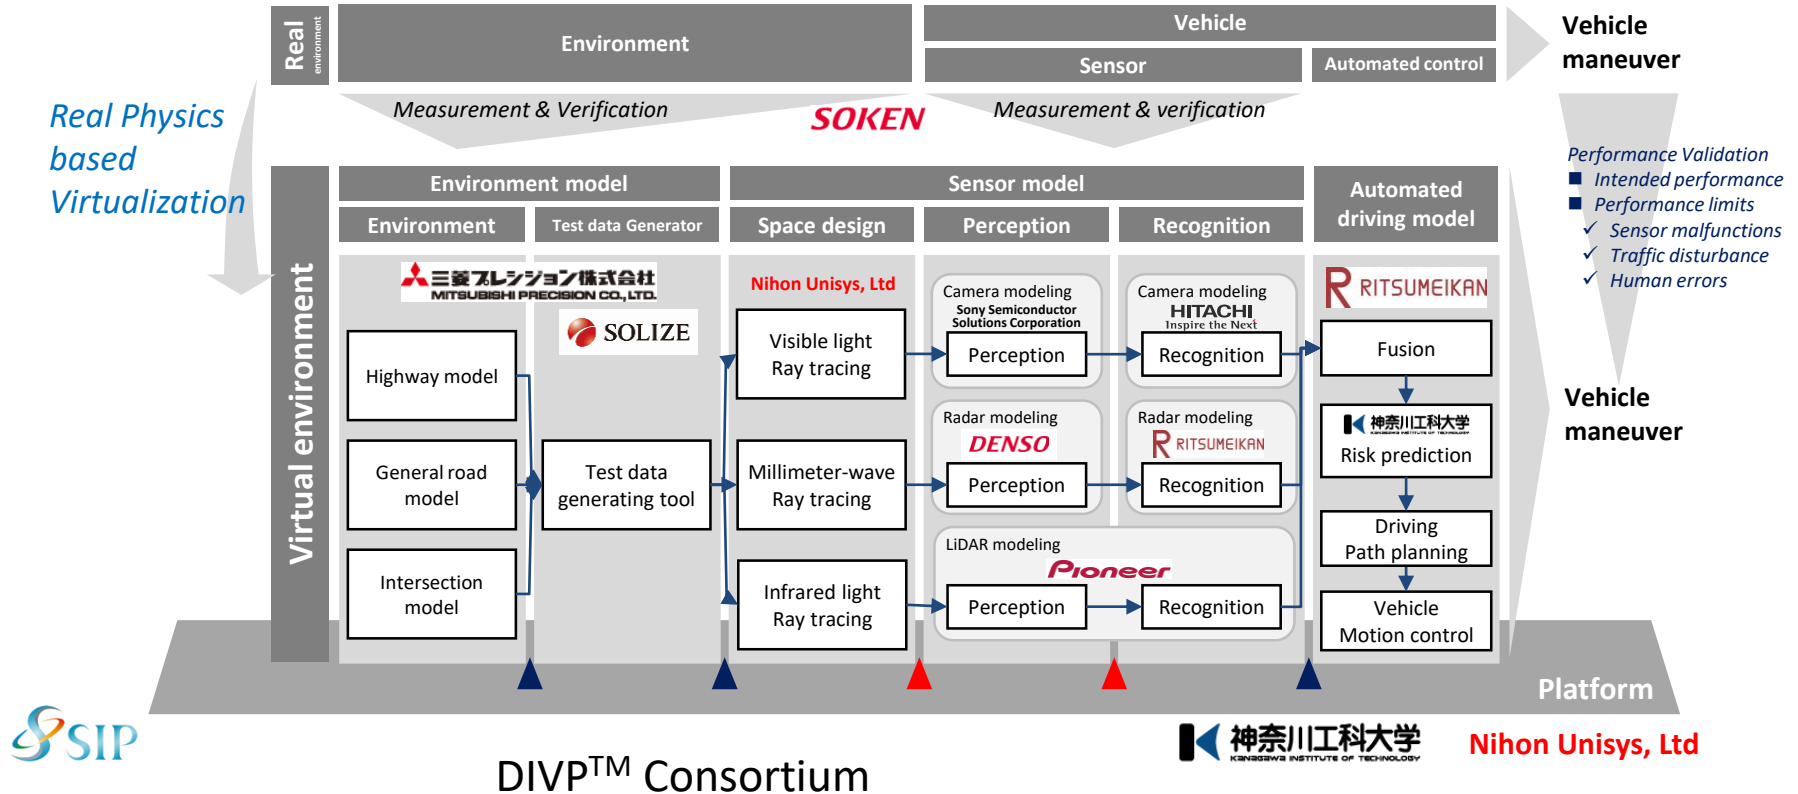 Real
environment
Environment
Vehicle
Sensor
Automated control
Vehicle
maneuver
Real Physics
based
Virtualization
Measurement & Verification
SOKEN
Measurement & verification
Performance Validation
Intended performance
Performance limits
Sensor malfunctions
Traffic disturbance
Human errors
Virtual environment
Environment model
Sensor model
Automated
driving model
Environment
Test data Generator
Space design
Perception
Recognition
三菱プレシジョン株式会社
MITSUBISHI PRECISION CO., LTD.
SOLIZE
Nihon Unisys, Ltd
Camera modeling
Sony Semiconductor
Solutions Corporation
Perception
Camera modeling
HITACHI
Inspire the Next
Recognition
RITSUMEIKAN
Highway model
General road
model
Intersection
model
Test data
generating tool
Visible light
Ray tracing
Millimeter-wave
Ray tracing
Infrared light
Ray tracing
Radar modeling
DENSO
Perception
Radar modeling
RITSUMEIKAN
Recognition
LiDAR modeling
Pioneer
Perception
Recognition
Fusion
神奈川工科大学
KANAGAWA INSTITUTE OF TECHNOLOGY
Risk prediction
Driving
Path planning
Vehicle
Motion control
Vehicle
maneuver
Platform
SIP
DIVP™ Consortium
神奈川工科大学
KANAGAWA INSTITUTE OF TECHNOLOGY
Nihon Unisys, Ltd